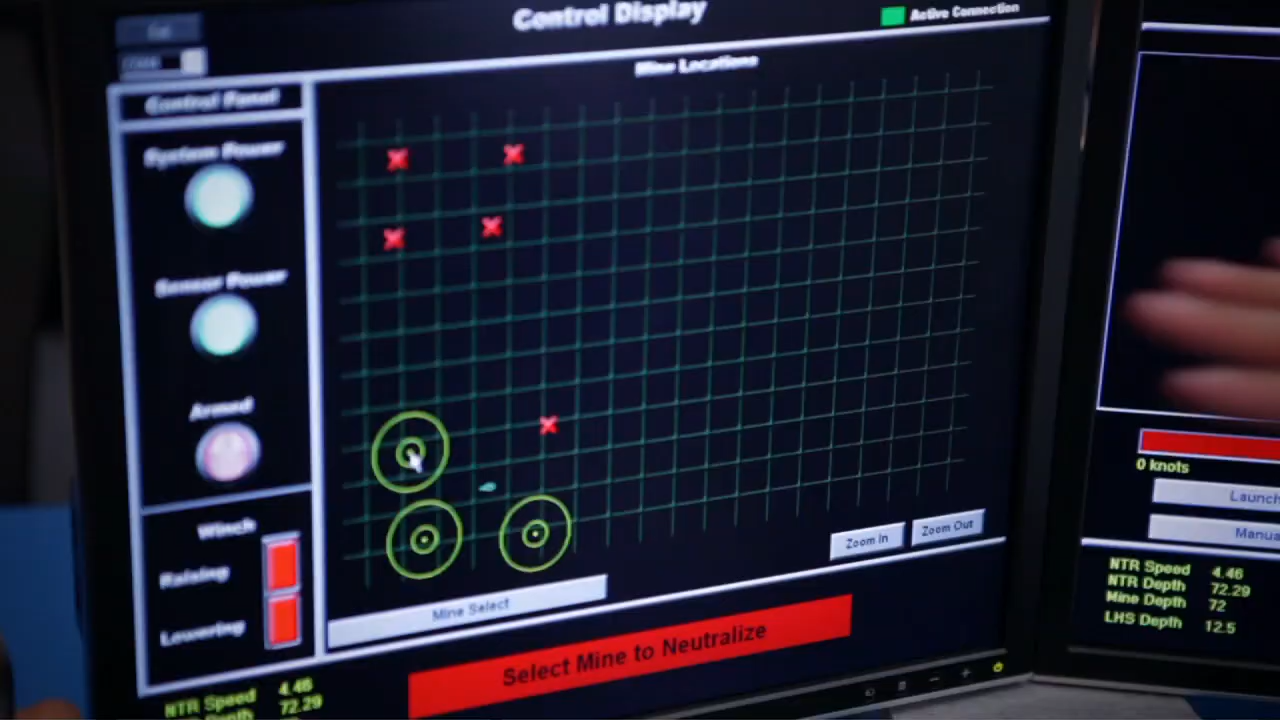 Control Display
Active Connection
Mine Locations
Control Panel
System Power
Sensor Power
Armed
Winch
Raising
Lowering
Zoom In
Zoom Out
Mine Select
Select Mine to Neutralize
NTR Speed 4.46
Depth 72.29
0 knots
Launch
Manua
NTR Speed 4.46
NTR Depth 72.29
Mine Depth 72
LHS Depth 12.5